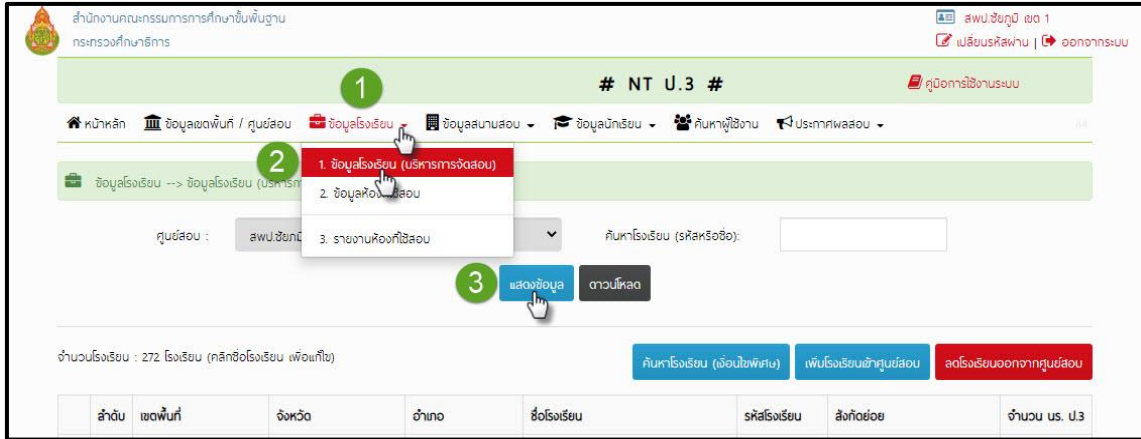 สำนักงานคณะกรรมการการศึกษาขั้นพื้นฐาน
กระทรวงศึกษาธิการ
สพป.ชัยภูมิ เขต 1
เปลี่ยนรหัสผ่าน | ออกจากระบบ
# NT ป.3 #
คู่มือการใช้งานระบบ
1
หน้าหลัก ข้อมูลเขตพื้นที่ / ศูนย์สอบ ข้อมูลโรงเรียน ข้อมูลสนามสอบ ข้อมูลนักเรียน ค้นหาผู้ใช้งาน ประกาศผลสอบ
2
1. ข้อมูลโรงเรียน (บริหารการจัดสอบ)
ข้อมูลโรงเรียน --> ข้อมูลโรงเรียน
2. ข้อมูลห้อง
3. รายงานห้องที่ใช้สอบ
ศูนย์สอบ : ค้นหาโรงเรียน (รหัสหรือชื่อ):
3
แสดงข้อมูล ดาวน์โหลด
จำนวนโรงเรียน : 272 โรงเรียน (คลิกชื่อโรงเรียน เพื่อแก้ไข)
ค้นหาโรงเรียน (เงื่อนไขพิเศษ) เพิ่มโรงเรียนเข้าศูนย์สอบ ลดโรงเรียนออกจากศูนย์สอบ
ลำดับ เขตพื้นที่ จังหวัด อำเภอ ชื่อโรงเรียน รหัสโรงเรียน สังกัดย่อย จำนวน นร. ป.3